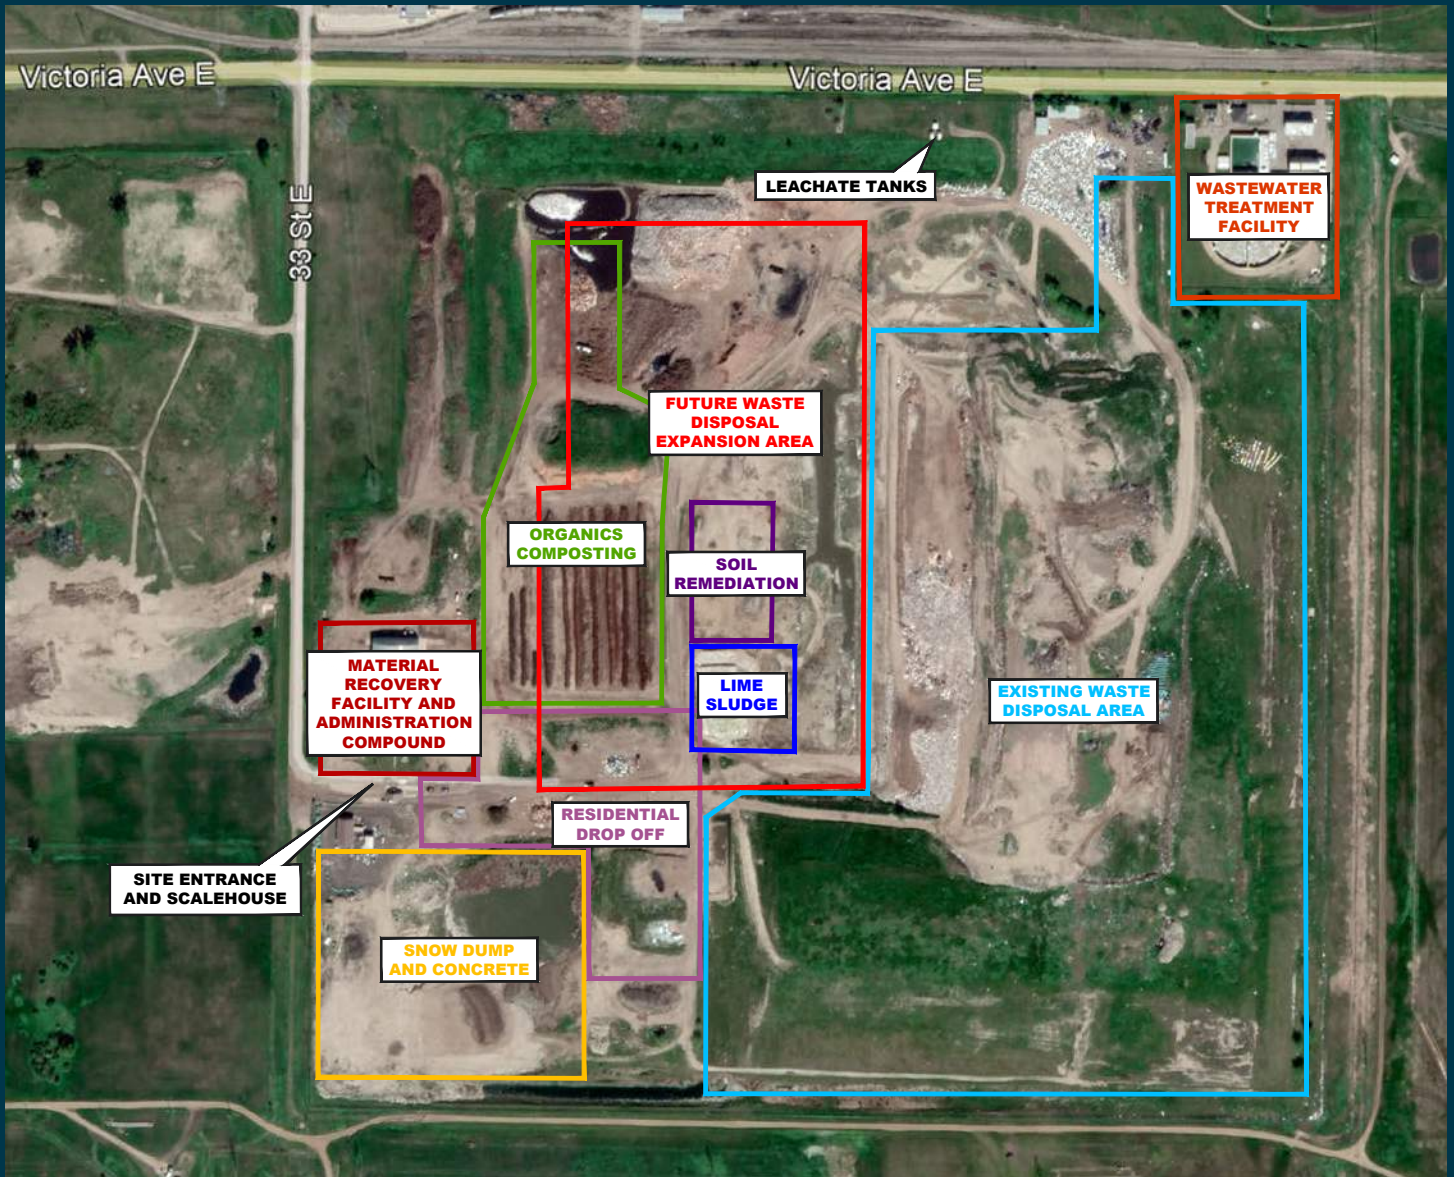 Victoria Ave E
Victoria Ave E
33 St E
LEACHATE TANKS
WASTEWATER
TREATMENT
FACILITY
FUTURE WASTE
DISPOSAL
EXPANSION AREA
ORGANICS
COMPOSTING
SOIL
REMEDIATION
MATERIAL
RECOVERY
FACILITY AND
ADMINISTRATION
COMPOUND
LIME
SLUDGE
EXISTING WASTE
DISPOSAL AREA
RESIDENTIAL
DROP OFF
SITE ENTRANCE
AND SCALEHOUSE
SNOW DUMP
AND CONCRETE